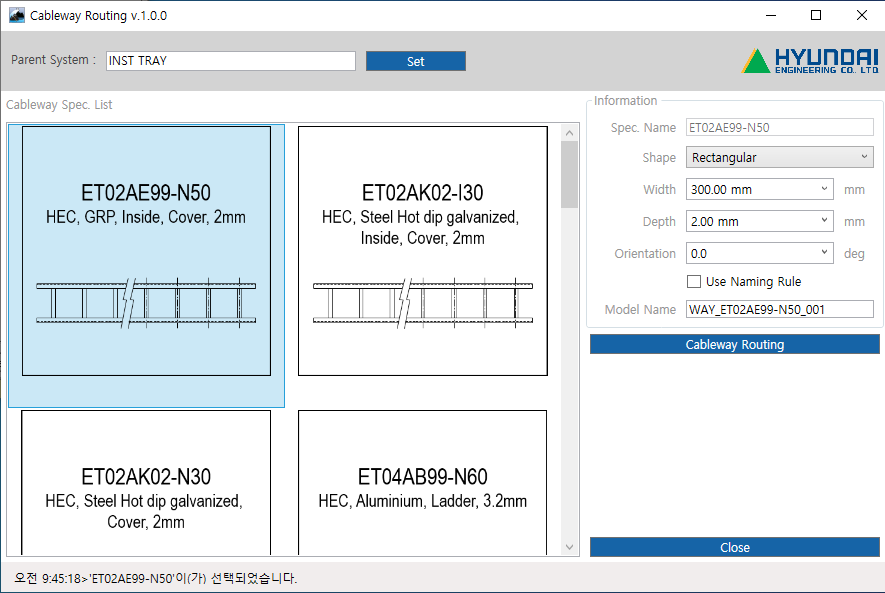 Cableway Routing v.1.0.0
Parent System :
INST TRAY
Set
HYUNDAI
ENGINEERING CO., LTD.
Cableway Spec. List
ET02AE99-N50
HEC, GRP, Inside, Cover, 2mm
ET02AK02-I30
HEC, Steel Hot dip galvanized,
Inside, Cover, 2mm
ET02AK02-N30
HEC, Steel Hot dip galvanized,
Cover, 2mm
ET04AB99-N60
HEC, Aluminium, Ladder, 3.2mm
Information
Spec. Name
ET02AE99-N50
Shape
Rectangular
Width
300.00 mm
mm
Depth
2.00 mm
mm
Orientation
0.0
deg
Use Naming Rule
Model Name
WAY_ET02AE99-N50_001
Cableway Routing
Close
오전 9:45:18>'ET02AE99-N50'이(가) 선택되었습니다.